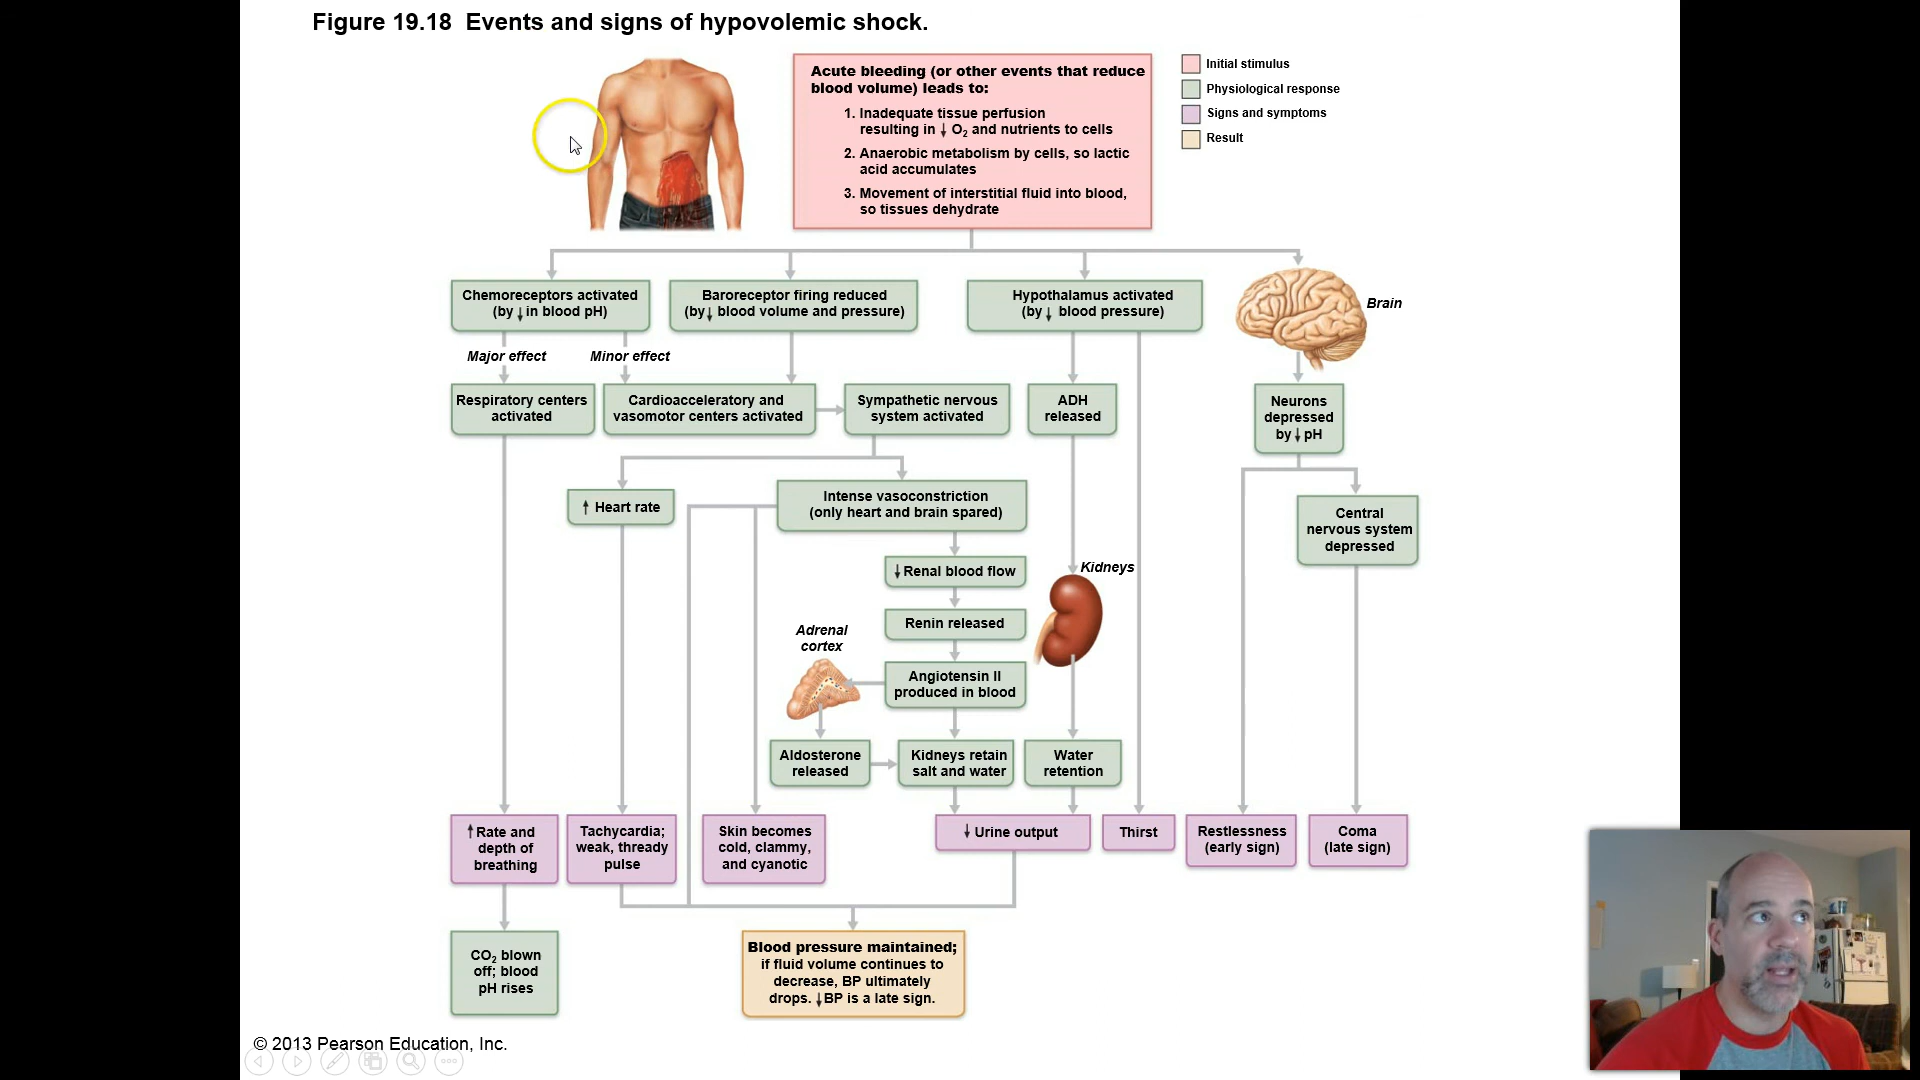 Figure 19.18 Events and signs of hypovolemic shock.
Acute bleeding (or other events that reduce
blood volume) leads to:
1. Inadequate tissue perfusion
resulting in ↓ O₂ and nutrients to cells
2. Anaerobic metabolism by cells, so lactic
acid accumulates
3. Movement of interstitial fluid into blood,
so tissues dehydrate
Initial stimulus
Physiological response
Signs and symptoms
Result
Chemoreceptors activated
(by ↓ in blood pH)
Baroreceptor firing reduced
(by ↓ blood volume and pressure)
Hypothalamus activated
(by ↓ blood pressure)
Brain
Major effect
Minor effect
Respiratory centers
activated
Cardioacceleratory and
vasomotor centers activated
Sympathetic nervous
system activated
ADH
released
Neurons
depressed
by ↓ pH
↑ Heart rate
Intense vasoconstriction
(only heart and brain spared)
Central
nervous system
depressed
↓ Renal blood flow
Kidneys
Renin released
Adrenal
cortex
Angiotensin II
produced in blood
Aldosterone
released
Kidneys retain
salt and water
Water
retention
↑ Rate and
depth of
breathing
Tachycardia;
weak, thready
pulse
Skin becomes
cold, clammy,
and cyanotic
↓ Urine output
Thirst
Restlessness
(early sign)
Coma
(late sign)
CO₂ blown
off; blood
pH rises
Blood pressure maintained;
if fluid volume continues to
decrease, BP ultimately
drops. ↓ BP is a late sign.
© 2013 Pearson Education, Inc.